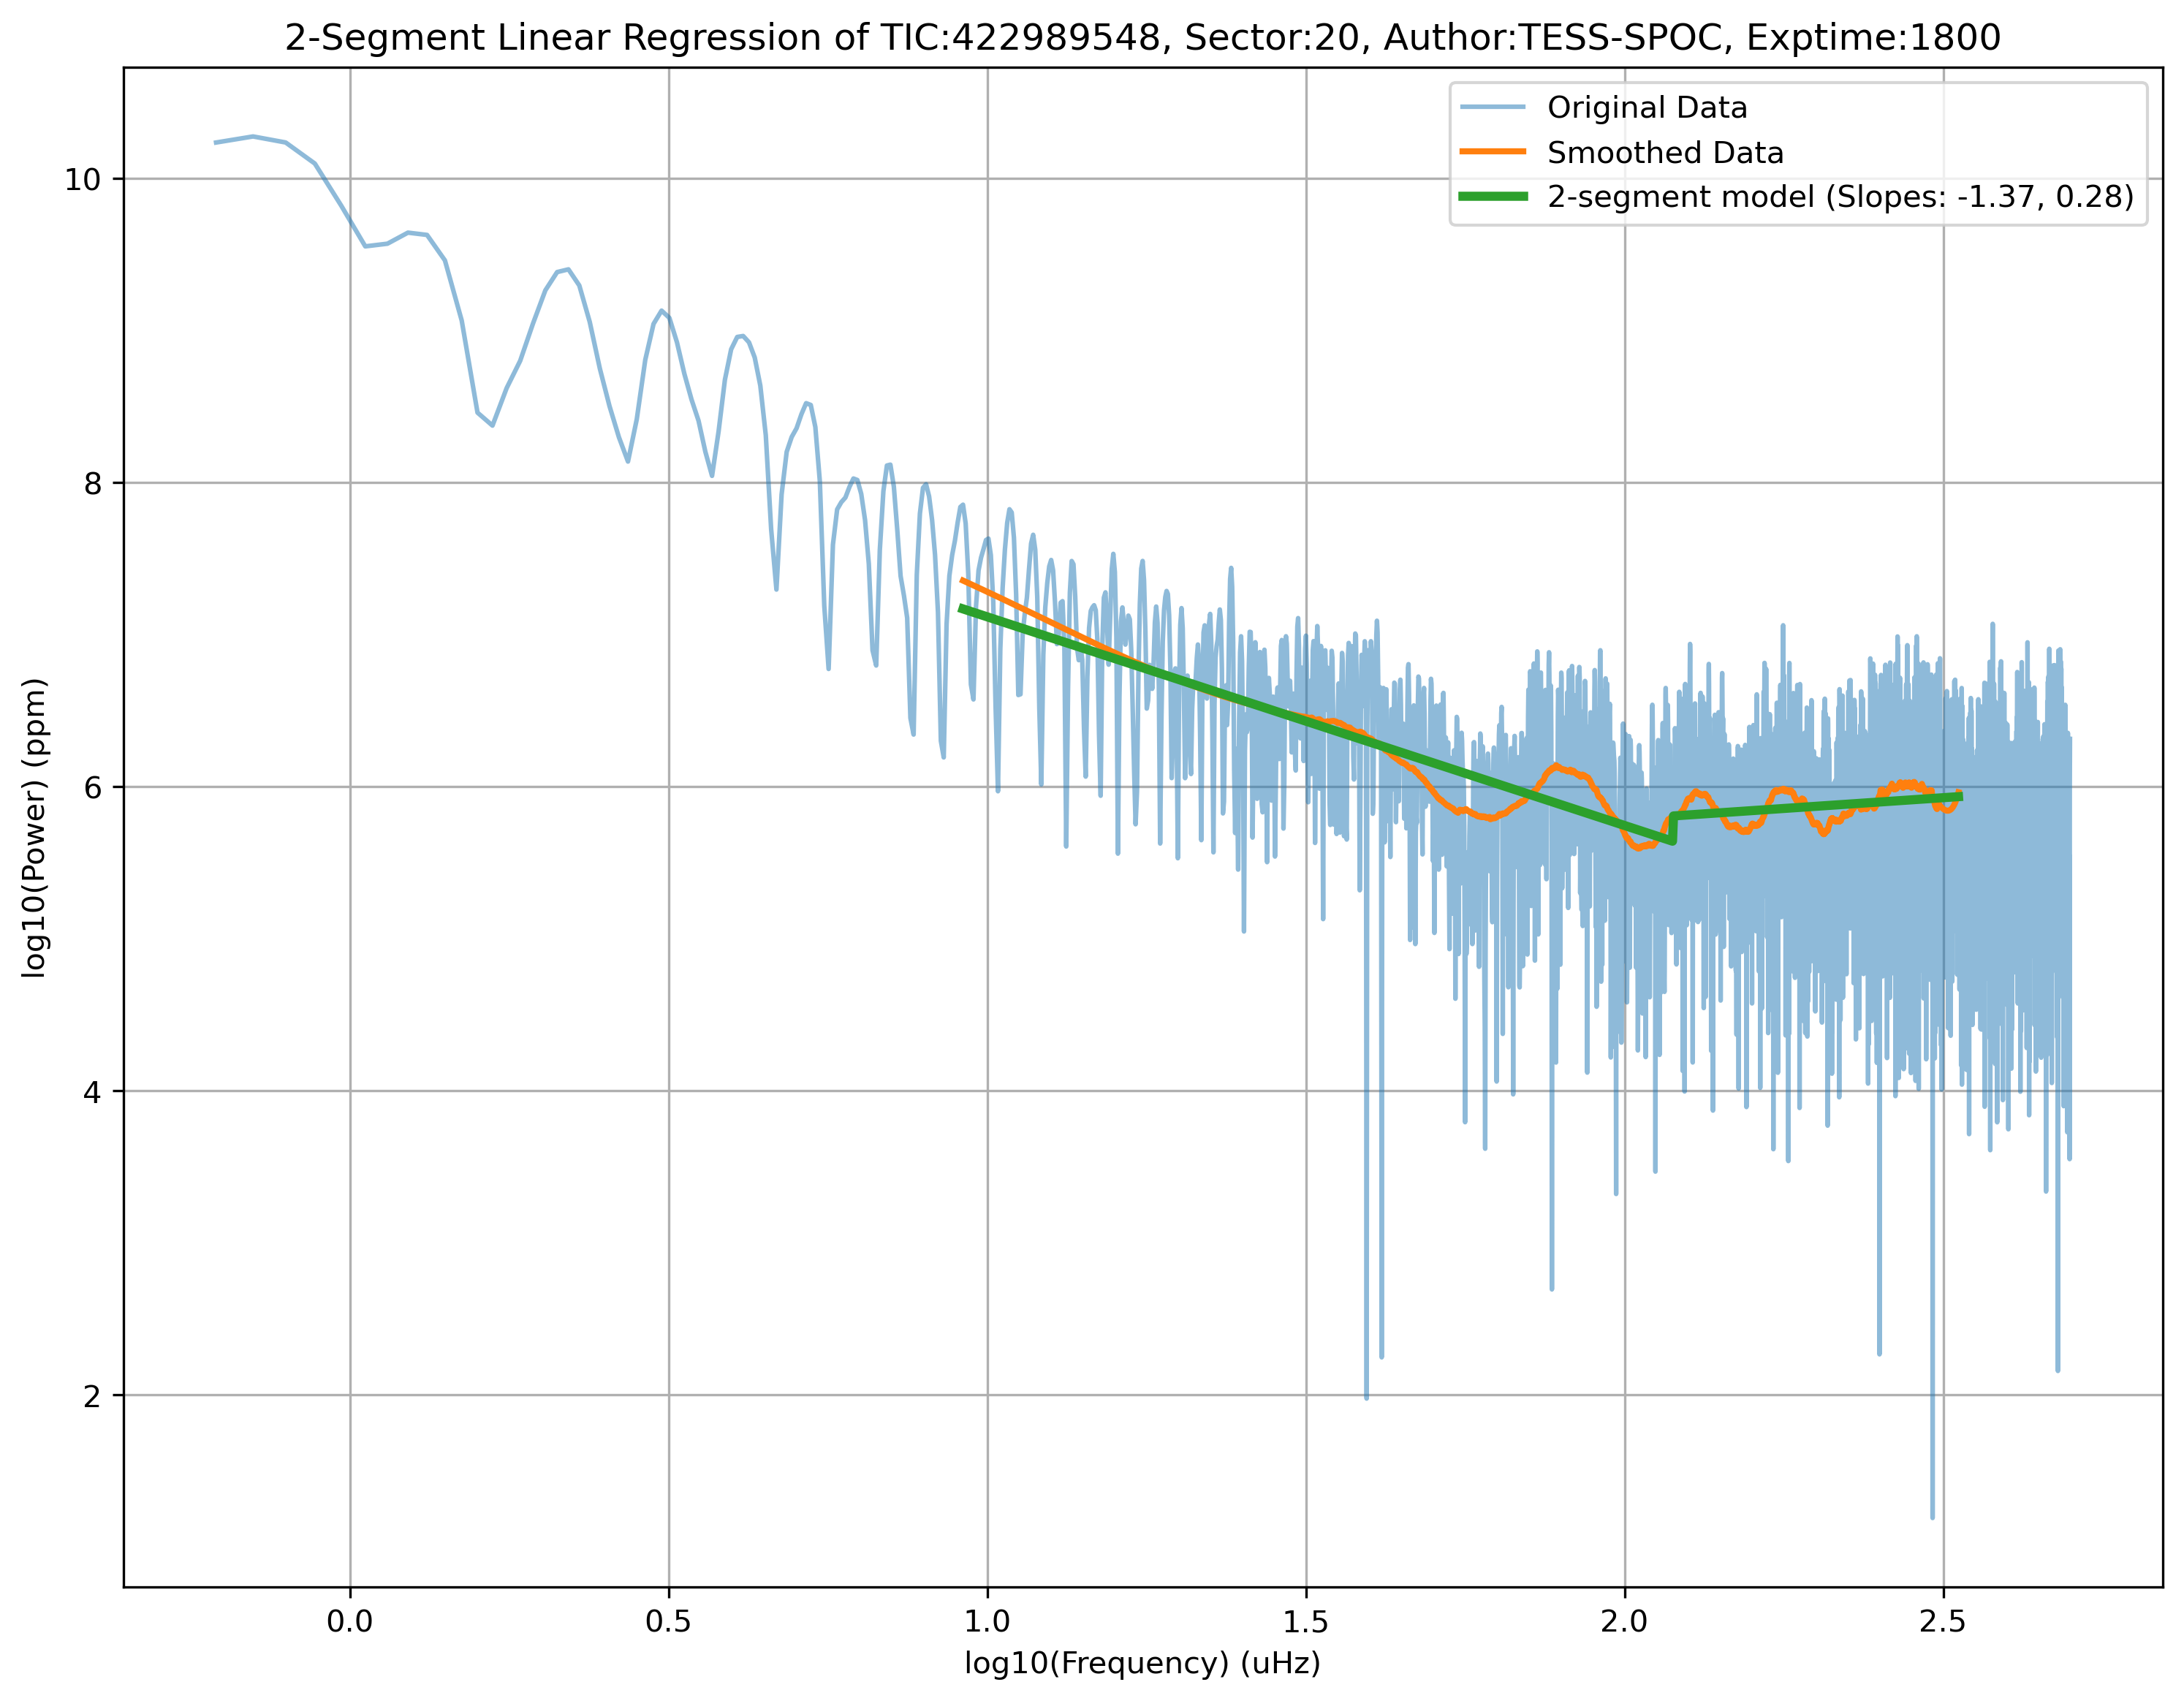 2-Segment Linear Regression of TIC:422989548, Sector:20, Author:TESS-SPOC, Exptime:1800
Original Data
Smoothed Data
2-segment model (Slopes: -1.37, 0.28)
log10(Power) (ppm)
10
8
6
4
2
0.0 0.5 1.0 1.5 2.0 2.5
log10(Frequency) (uHz)